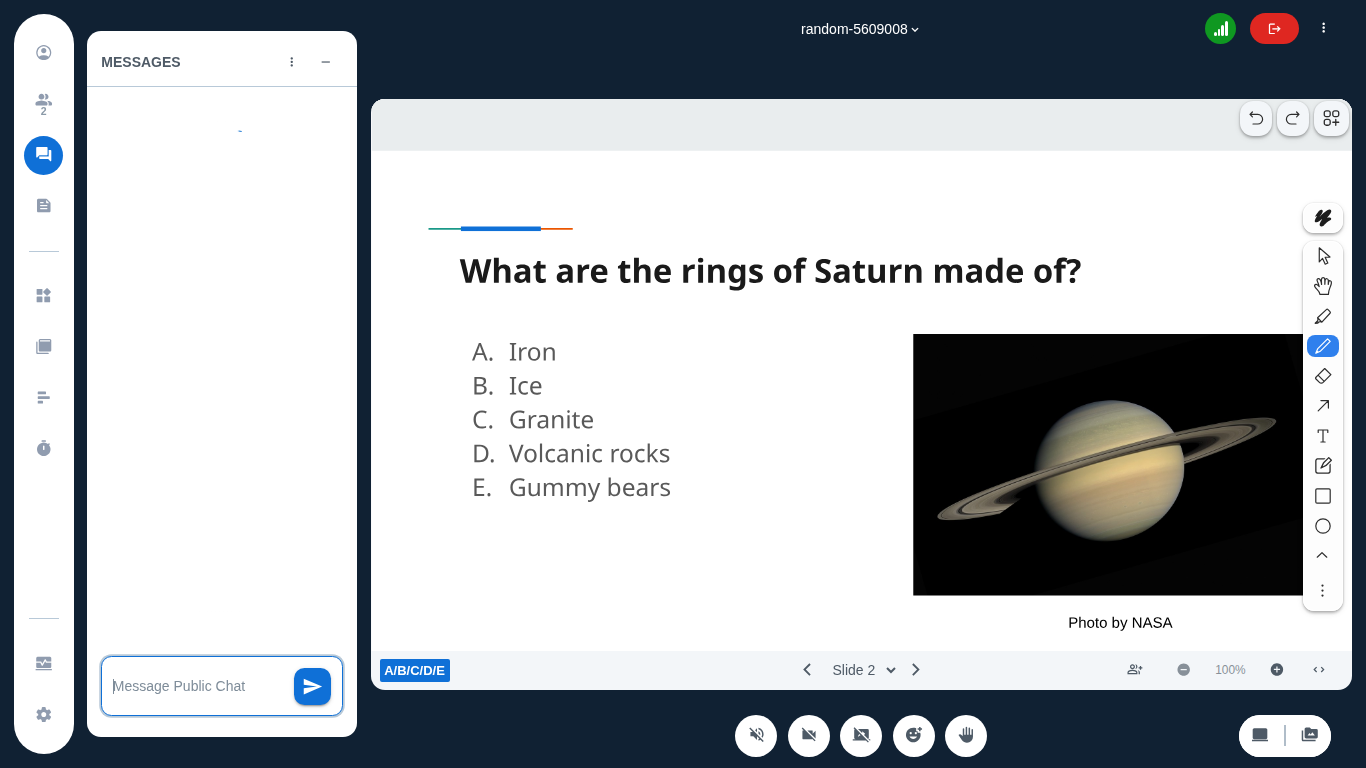 random-5609008
MESSAGES
2
What are the rings of Saturn made of?
A. Iron
B. Ice
C. Granite
D. Volcanic rocks
E. Gummy bears
Photo by NASA
Message Public Chat
A/B/C/D/E
Slide 2
100%